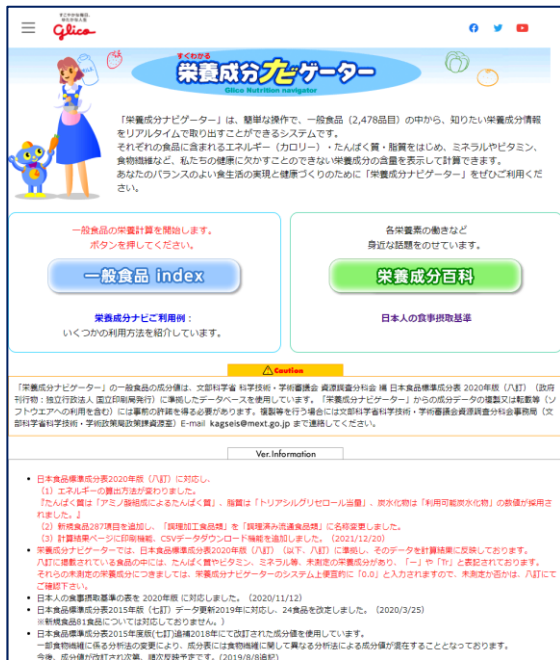 すこやかな毎日、
ゆたかな人生
Glico
すぐわかる
栄養成分ナビゲーター
Glico Nutrition navigator
「栄養成分ナビゲーター」は、簡単な操作で、一般食品（2,478品目）の中から、知りたい栄養成分情報
をリアルタイムで取り出すことができるシステムです。
それぞれの食品に含まれるエネルギー（カロリー）・たんぱく質・脂質をはじめ、ミネラルやビタミン、
食物繊維など、私たちの健康に欠かすことのできない栄養成分の含量を表示して計算できます。
あなたのバランスのよい食生活の実現と健康づくりのために「栄養成分ナビゲーター」をぜひご利用くだ
さい。
一般食品の栄養計算を開始します。
ボタンを押してください。
一般食品 index
栄養成分ナビご利用例：
いくつかの利用方法を紹介しています。
各栄養素の働きなど
身近な話題をのせています。
栄養成分百科
日本人の食事摂取基準
Caution
「栄養成分ナビゲーター」の一般食品の成分値は、文部科学省 科学技術・学術審議会 資源調査分科会 編 日本食品標準成分表 2020年版（八訂）（政府
刊行物：独立行政法人 国立印刷局発行）に準拠したデータベースを使用しています。「栄養成分ナビゲーター」からの成分データの複製又は転載等（ソ
フトウエアへの利用を含む）には事前の許諾を得る必要があります。複製等を行う場合には文部科学省科学技術・学術審議会資源調査分科会事務局（文
部科学省科学技術・学術政策局政策課資源室）E-mail kagseis@mext.go.jp まで連絡してください。
Ver.Information
日本食品標準成分表2020年版（八訂）に対応し、
（1）エネルギーの算出方法が変わりました。
『たんぱく質は「アミノ酸組成によるたんぱく質」、脂質は「トリアシルグリセロール当量」、炭水化物は「利用可能炭水化物」の数値が採用さ
れました。』
（2）新規食品287項目を追加し、「調理加工食品類」を「調理済み流通食品類」に名称変更しました。
（3）計算結果ページに印刷機能、CSVデータダウンロード機能を追加しました。（2021/12/20）
栄養成分ナビゲーターでは、日本食品標準成分表2020年版（八訂）（以下、八訂）に準拠し、そのデータを計算結果に反映しております。
八訂に掲載されている食品の中には、たんぱく質やビタミン、ミネラル等、未測定の栄養成分があり、「―」や「Tr」と表記されております。
それらの未測定の栄養成分につきましては、栄養成分ナビゲーターのシステム上便宜的に「0.0」と入力されますので、未測定か否かは、八訂にて
ご確認下さい。
日本人の食事摂取基準の表を 2020年版 に対応しました。（2020/11/12）
日本食品標準成分表2015年版（七訂）データ更新2019年に対応し、24食品を改定しました。（2020/3/25）
※新規食品81食品については対応しておりません。）
日本食品標準成分表2015年度版(七訂)追補2018年にて改訂された成分値を使用しています。
一部食物繊維に係る分析法の変更により、成分表には食物繊維に関して異なる分析法による成分値が混在することとなっております。
今後、成分値が改訂され次第、順次反映予定です。(2019/8/8追記)